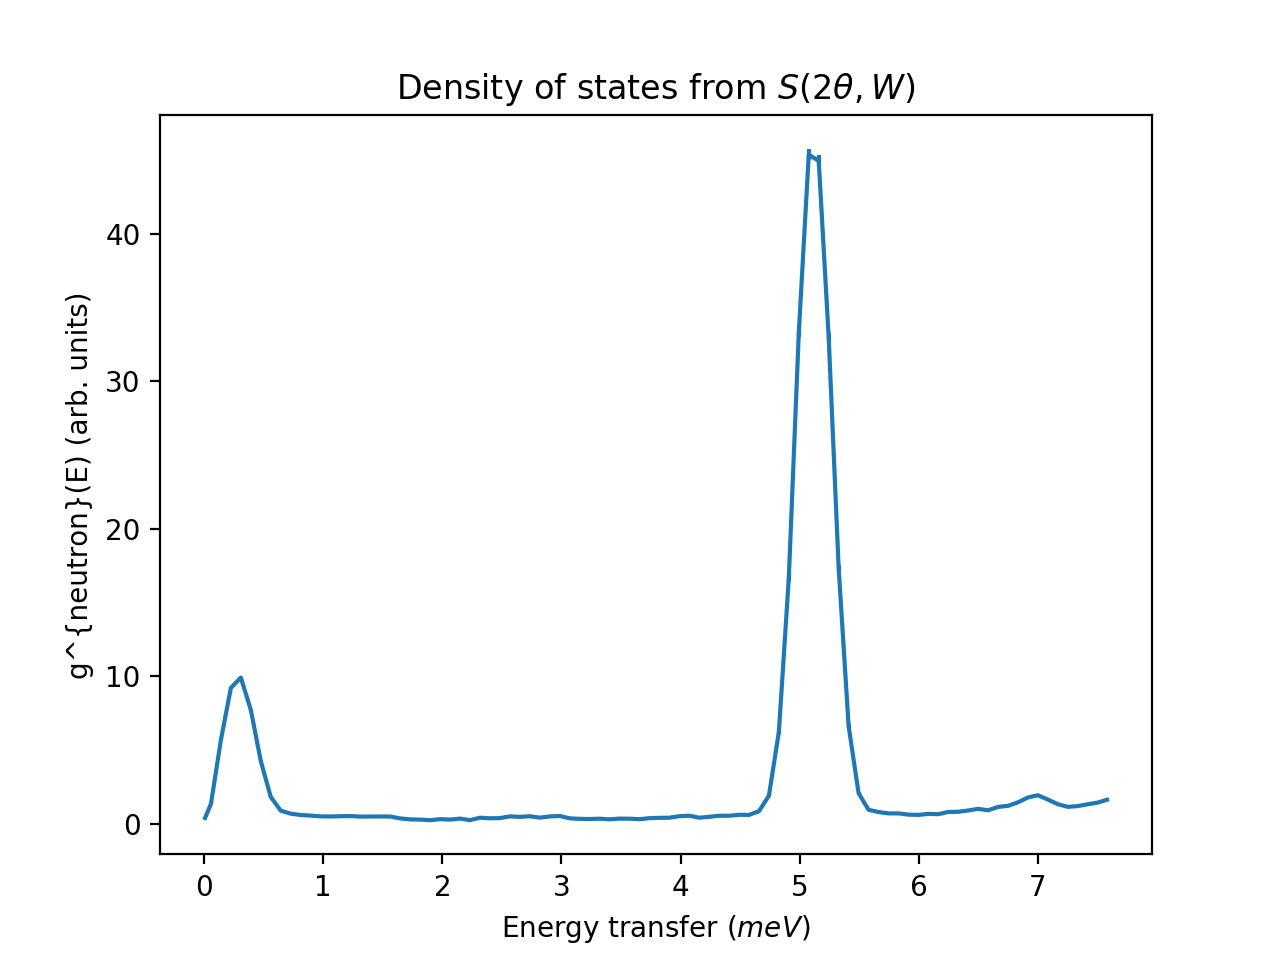 Density of states from S(2θ, W)
g^{neutron}(E) (arb. units)
40
30
20
10
0
0 1 2 3 4 5 6 7
Energy transfer (meV)